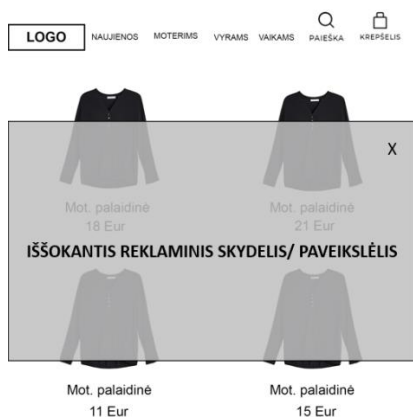 LOGO NAUJIENOS MOTERIMS VYRAMS VAIKAMS PAIEŠKA KREPŠELIS
X
Mot. palaidinė Mot. palaidinė
18 Eur 21 Eur
IŠŠOKANTIS REKLAMINIS SKYDELIS/ PAVEIKSLĖLIS
Mot. palaidinė Mot. palaidinė
11 Eur 15 Eur